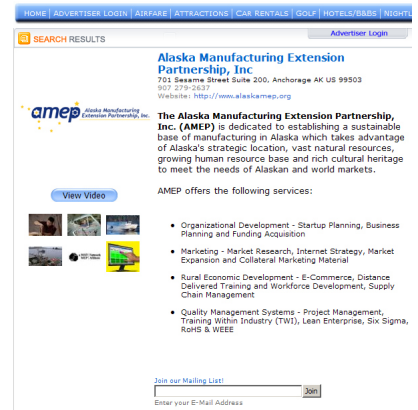 HOME | ADVERTISER LOGIN | AIRFARE | ATTRACTIONS | CAR RENTALS | GOLF | HOTELS/B&BS | NIGHTL
SEARCH RESULTS
Advertiser Login
Alaska Manufacturing Extension
Partnership, Inc
701 Sesame Street Suite 200, Anchorage AK US 99503
907 279-2637
Website: http://www.alaskamep.org
amep Alaska Manufacturing
Extension Partnership, Inc.
The Alaska Manufacturing Extension Partnership,
Inc. (AMEP) is dedicated to establishing a sustainable
base of manufacturing in Alaska which takes advantage
of Alaska's strategic location, vast natural resources,
growing human resource base and rich cultural heritage
to meet the needs of Alaskan and world markets.
View Video
AMEP offers the following services:
• Organizational Development - Startup Planning, Business
Planning and Funding Acquisition
• Marketing - Market Research, Internet Strategy, Market
Expansion and Collateral Marketing Material
• Rural Economic Development - E-Commerce, Distance
Delivered Training and Workforce Development, Supply
Chain Management
• Quality Management Systems - Project Management,
Training Within Industry (TWI), Lean Enterprise, Six Sigma,
RoHS & WEEE
Join our Mailing List!
Join
Enter your E-Mail Address